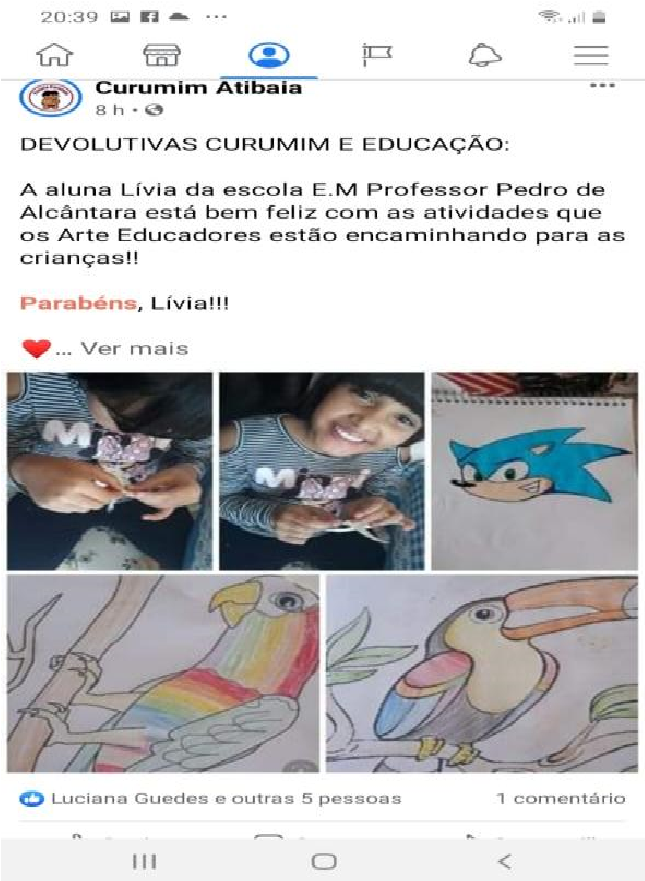 20:39
Curumim Atibaia
8 h
DEVOLUTIVAS CURUMIM E EDUCAÇÃO:
A aluna Lívia da escola E.M Professor Pedro de
Alcântara está bem feliz com as atividades que
os Arte Educadores estão encaminhando para as
crianças!!
Parabéns, Lívia!!!
... Ver mais
Luciana Guedes e outras 5 pessoas
1 comentário